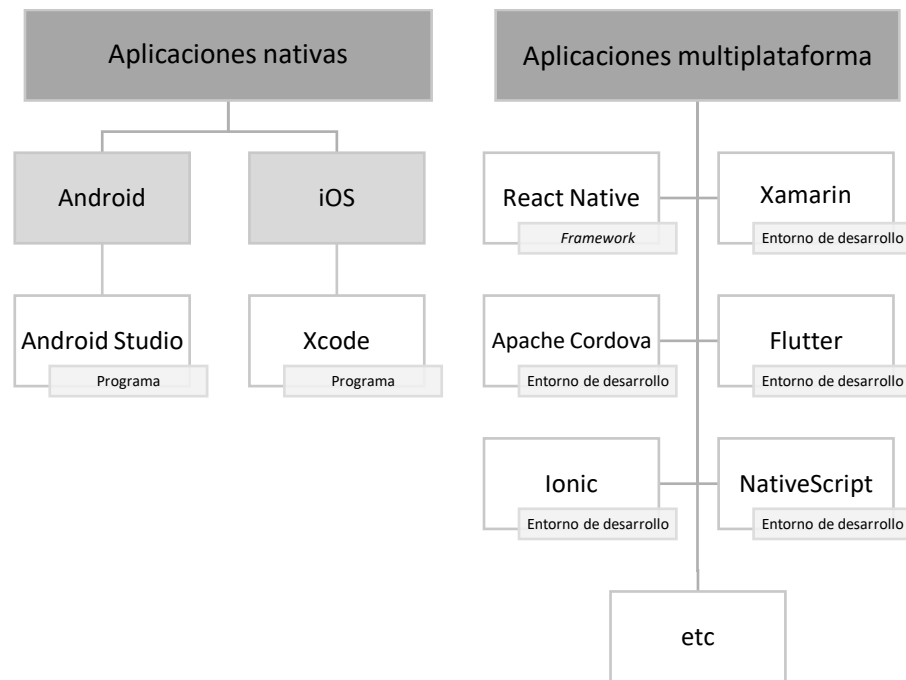 Aplicaciones nativas
Android
iOS
Android Studio
Programa
Xcode
Programa
Aplicaciones multiplataforma
React Native
Framework
Xamarin
Entorno de desarrollo
Apache Cordova
Entorno de desarrollo
Flutter
Entorno de desarrollo
Ionic
Entorno de desarrollo
NativeScript
Entorno de desarrollo
etc